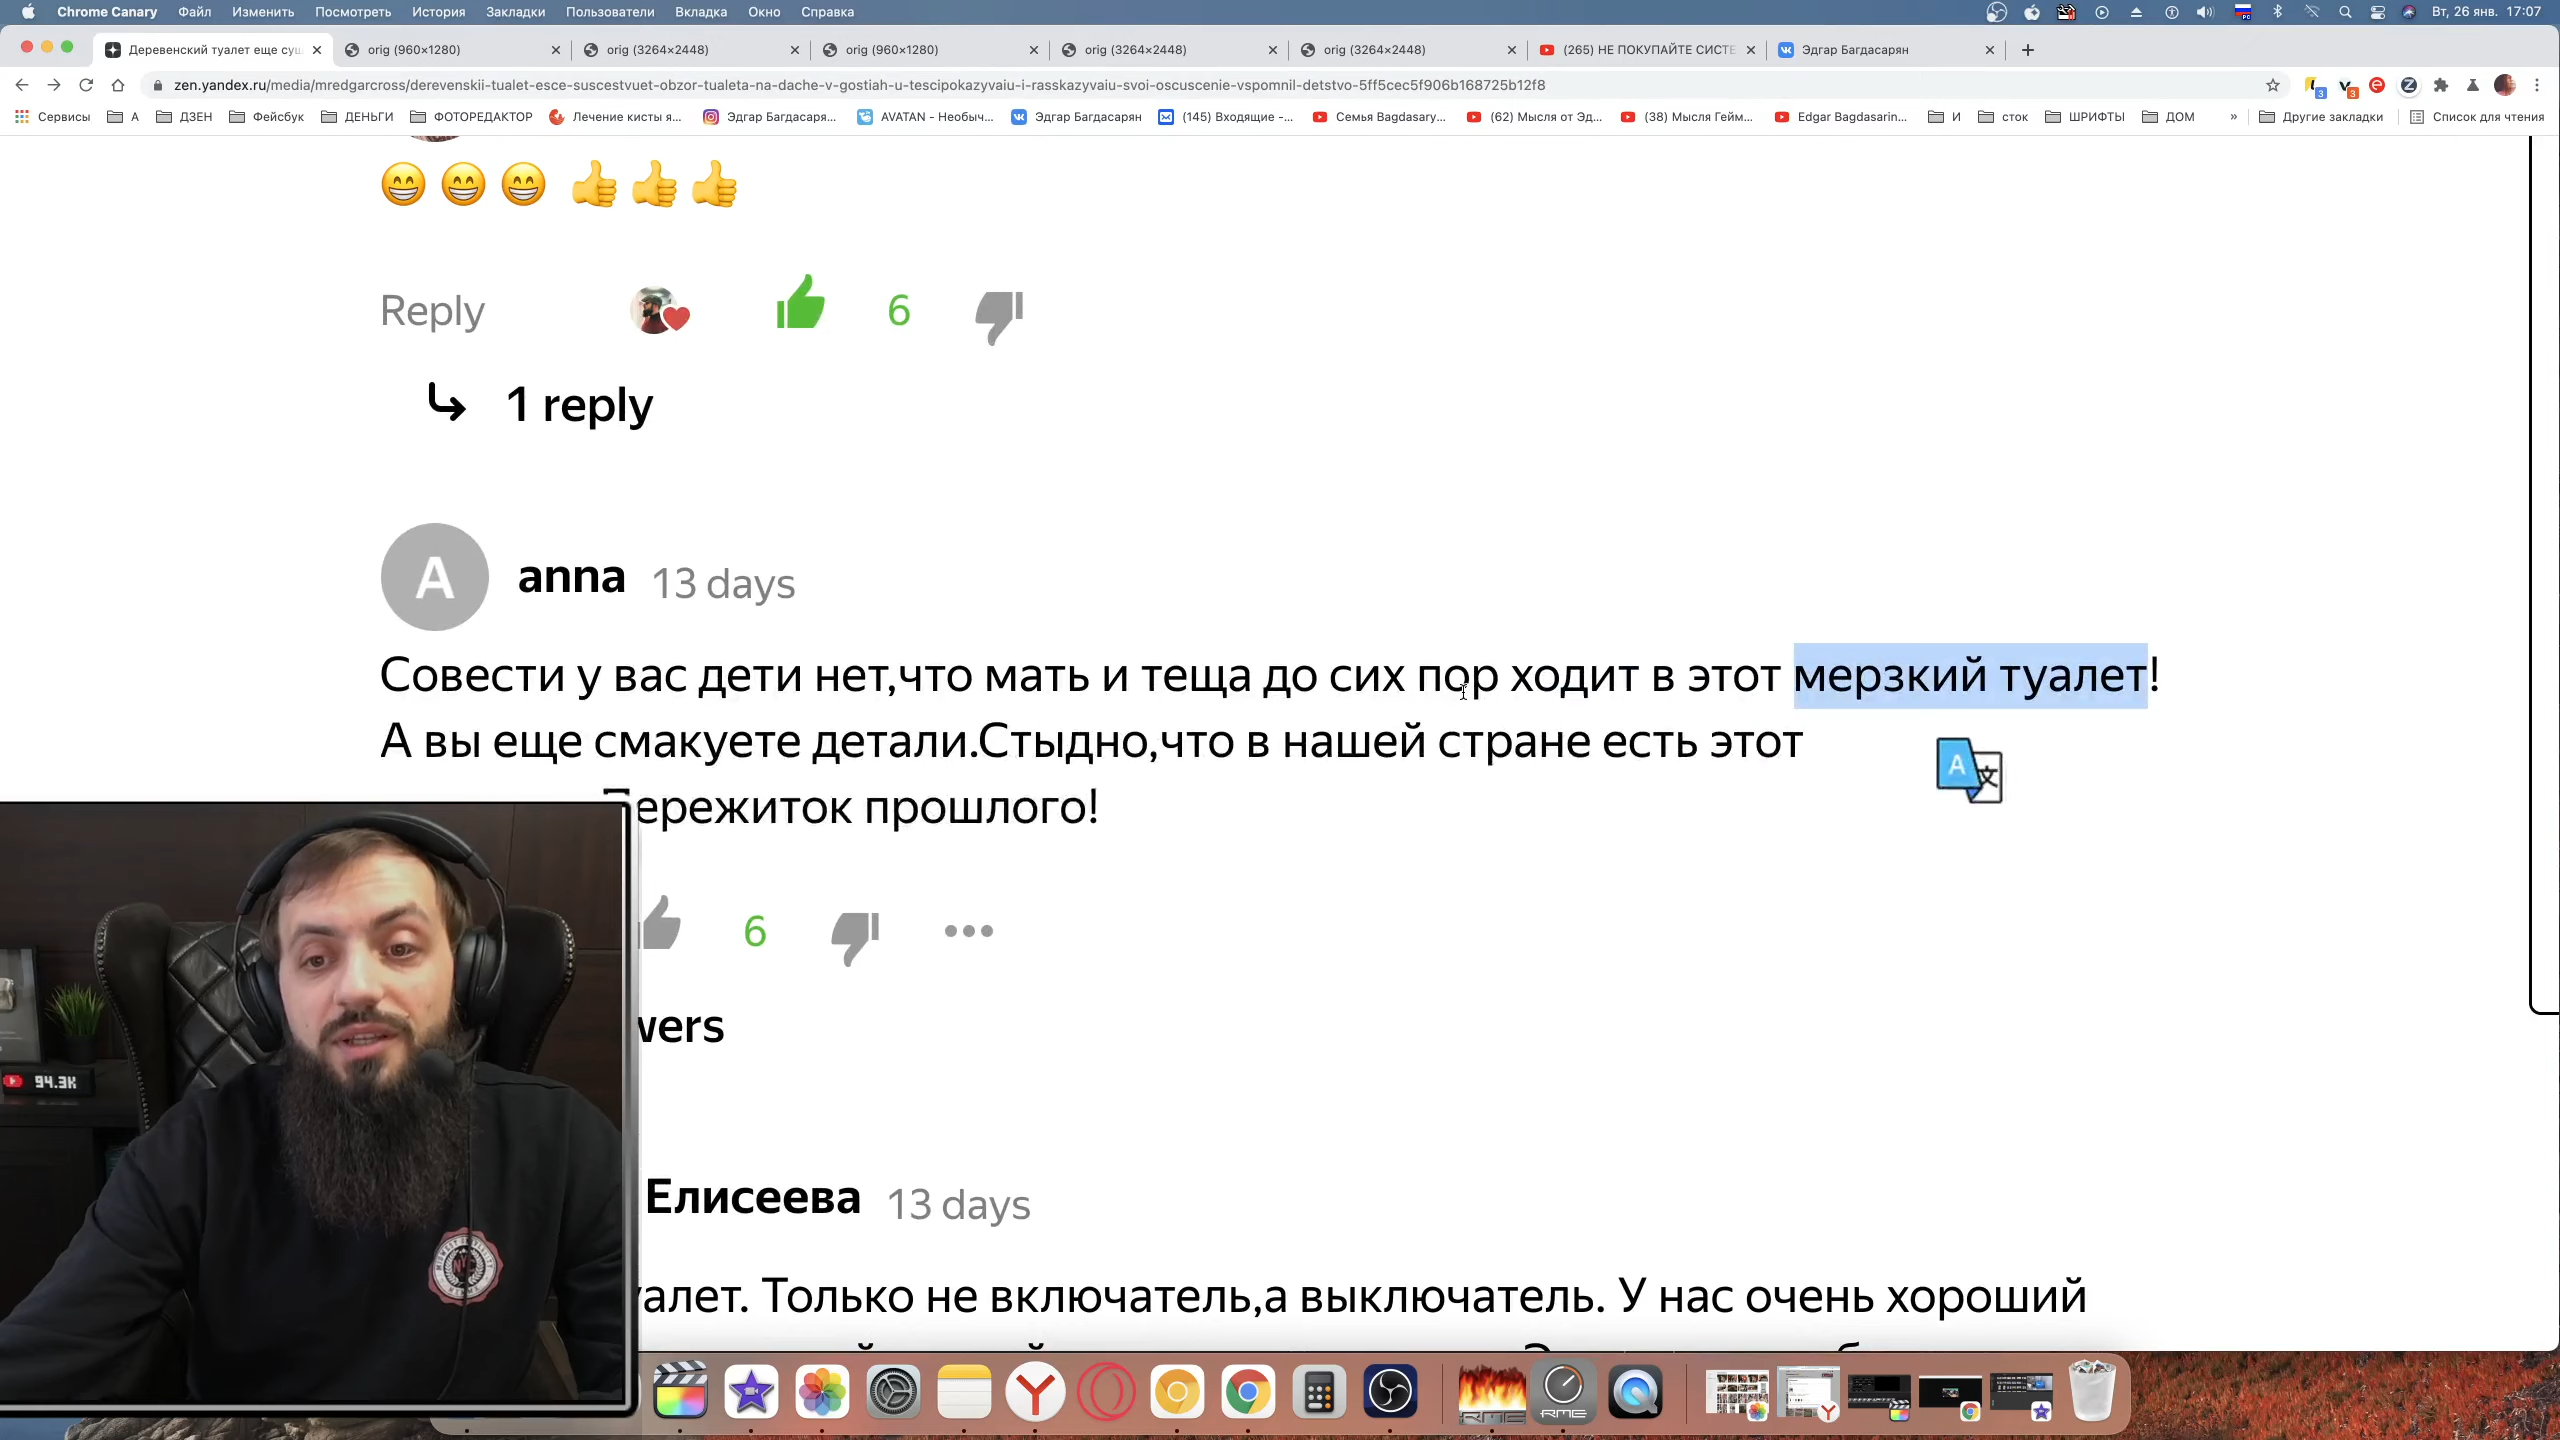 Chrome Canary Файл Изменить Посмотреть История Закладки Пользователи Вкладка Окно Справка Вт, 26 янв. 17:07
Деревенский туалет еще сущ orig (960×1280) orig (3264×2448) orig (960×1280) orig (3264×2448) orig (3264×2448) (265) НЕ ПОКУПАЙТЕ СИСТЕ Эдгар Багдасарян
zen.yandex.ru/media/mredgarcross/derevenskii-tualet-esce-suscestvuet-obzor-tualeta-na-dache-v-gostiah-u-tescipokazyvaiu-i-rasskazyvaiu-svoi-oscuscenie-vspomnil-detstvo-5ff5cec5f906b168725b12f8
Сервисы А ДЗЕН Фейсбук ДЕНЬГИ ФОТОРЕДАКТОР Лечение кисты я... Эдгар Багдасаря... AVATAN - Необыч... Эдгар Багдасарян (145) Входящие -... Семья Bagdasary... (62) Мысля от Эд... (38) Мысля Гейм... Edgar Bagdasarin... И сток ШРИФТЫ ДОМ » Другие закладки Список для чтения
Reply 6
1 reply
A anna 13 days
Совести у вас дети нет,что мать и теща до сих пор ходит в этот мерзкий туалет!
А вы еще смакуете детали.Стыдно,что в нашей стране есть этот
Пережиток прошлого!
6
wers
94.3K
Елисеева 13 days
уалет. Только не включатель,а выключатель. У нас очень хороший